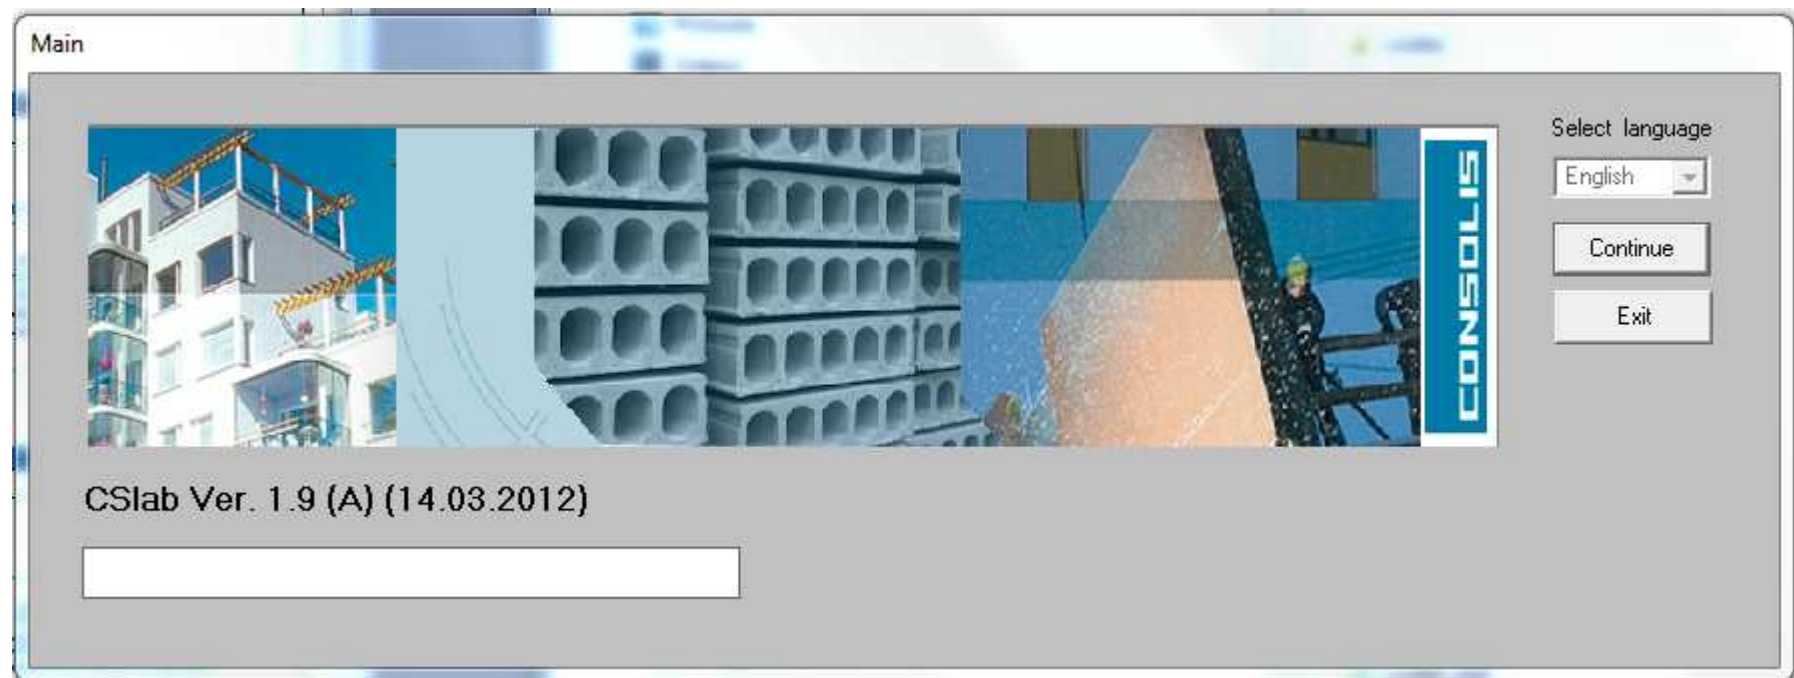 Main
Select language
English
Continue
Exit
CONSOLIS
CSlab Ver. 1.9 (A) (14.03.2012)